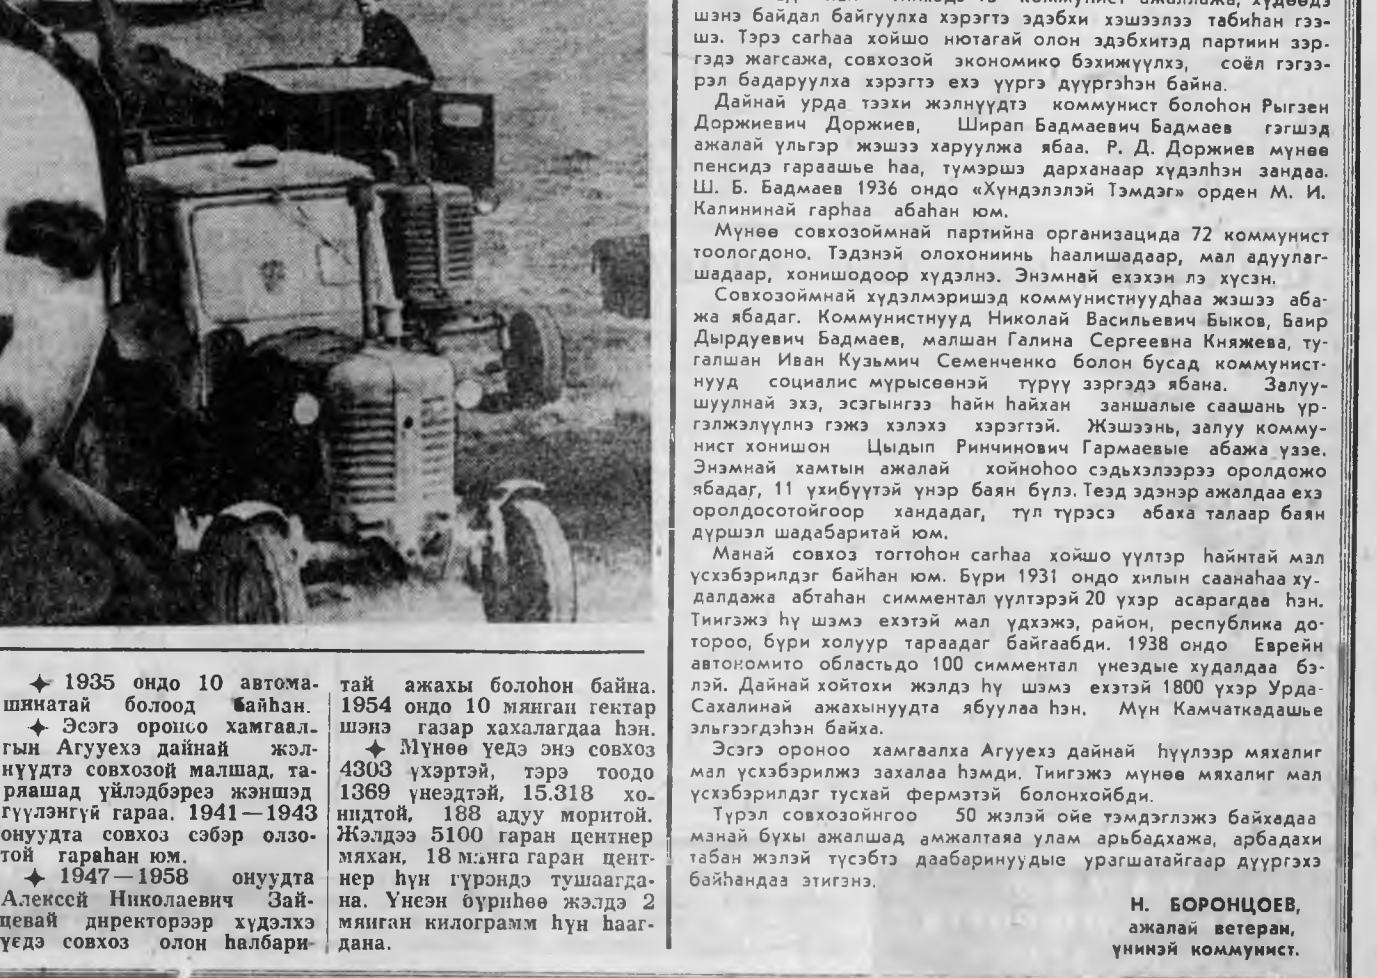 ✦ 1935 ондо 10 автома-
шинатай болоод байһан.
✦ Эсэгэ ороноо хамгаал-
гын Агууехэ дайнай жэл-
нүүдтэ совхозой малшад, та-
ряашад үйлэдбэреэ жэншэд
гүүлэнгүй гараа. 1941—1943
онуудта совхоз сэбэр олзо-
той гараһан юм.
✦ 1947—1958 онуудта
Алексей Николаевич Зай-
цевай директорээр хүдэлхэ
үедэ совхоз олон һалбари-
тай ажахы болоһон байна.
1954 ондо 10 мянган гектар
шэнэ газар хахалагдаа һэн.
✦ Мүнөө үедэ энэ совхоз
4303 үхэртэй, тэрэ тоодо
1369 үнеэдтэй, 15.318 хо-
нидтой, 188 адуу моритой.
Жэлдээ 5100 гаран центнер
мяхан, 18 мянга гаран цент-
нер һүн гүрэндэ тушаагда-
на. Үнеэн бүриһөө жэлдэ 2
мянган килограмм һүн һааг-
дана.
коммунист ажаллажа, хүдөөдэ
шэнэ байдал байгуулха хэрэгтэ эдэбхи хэшээлээ табиһан гээ-
шэ. Тэрэ сагһаа хойшо нютагай олон эдэбхитэд партиин зэр-
гэдэ жагсажа, совхозой экономико бэхижүүлхэ, соёл гэгээ-
рэл бадаруулха хэрэгтэ ехэ үүргэ дүүргэһэн байна.
Дайнай урда тээхи жэлнүүдтэ коммунист болоһон Рыгзен
Доржиевич Доржиев, Ширап Бадмаевич Бадмаев гэгшэд
ажалай үльгэр жэшээ харуулжа ябаа. Р. Д. Доржиев мүнөө
пенсидэ гараашье һаа, түмэршэ дарханаар хүдэлһэн зандаа.
Ш. Б. Бадмаев 1936 ондо «Хүндэлэлэй Тэмдэг» орден М. И.
Калининай гарһаа абаһан юм.
Мүнөө совхозоймнай партийна организацида 72 коммунист
тоологдоно. Тэдэнэй олохониинь һаалишадаар, мал адуулаг-
шадаар, хонишодоор хүдэлнэ. Энэмнай ехэхэн лэ хүсэн.
Совхозоймнай хүдэлмэришэд коммунистнуудһаа жэшээ аба-
жа ябадаг. Коммунистнууд Николай Васильевич Быков, Баир
Дырдуевич Бадмаев, малшан Галина Сергеевна Княжева, ту-
галшан Иван Кузьмич Семенченко болон бусад коммунист-
нууд социалис мүрысөөнэй түрүү зэргэдэ ябана. Залуу-
шуулнай эхэ, эсэгынгээ һайн һайхан заншалые саашань үр-
гэлжэлүүлнэ гэжэ хэлэхэ хэрэгтэй. Жэшээнь, залуу комму-
нист хонишон Цыдып Ринчинович Гармаевые абажа үзэе.
Энэмнай хамтын ажалай хойноһоо сэдьхэлээрээ оролдожо
ябадаг, 11 үхибүүтэй үнэр баян бүлэ. Теэд эдэнэр ажалдаа ехэ
оролдосотойгоор хандадаг, түл түрэсэ абаха талаар баян
дүршэл шадабаритай юм.
Манай совхоз тогтоһон сагһаа хойшо үүлтэр һайнтай мал
үсхэбэрилдэг байһан юм. Бүри 1931 ондо хилын саанаһаа ху-
далдажа абтаһан симментал үүлтэрэй 20 үхэр асарагдаа һэн.
Тиигэжэ һү шэмэ ехэтэй мал үдхэжэ, район, республика до-
тороо, бүри холуур тараадаг байгаабди. 1938 ондо Еврейн
автономито областьдо 100 симментал үнеэдые худалдаа бэ-
лэй. Дайнай хойтохи жэлдэ һү шэмэ ехэтэй 1800 үхэр Урда-
Сахалинай ажахынуудта ябуулаа һэн. Мүн Камчаткадашье
эльгээгдэһэн байха.
Эсэгэ ороноо хамгаалха Агууехэ дайнай һүүлээр мяхалиг
мал үсхэбэрилжэ захалаа һэмди. Тиигэжэ мүнөө мяхалиг мал
үсхэбэрилдэг тусхай фермэтэй болонхойбди.
Түрэл совхозойнгоо 50 жэлэй ойе тэмдэглэжэ байхадаа
манай бүхы ажалшад амжалтаяа улам арьбадхажа, арбадахи
табан жэлэй түсэбтэ даабаринуудые урагшатайгаар дүүргэхэ
байһандаа этигэнэ.
Н. БОРОНЦОЕВ,
ажалай ветеран,
үнинэй коммунист.